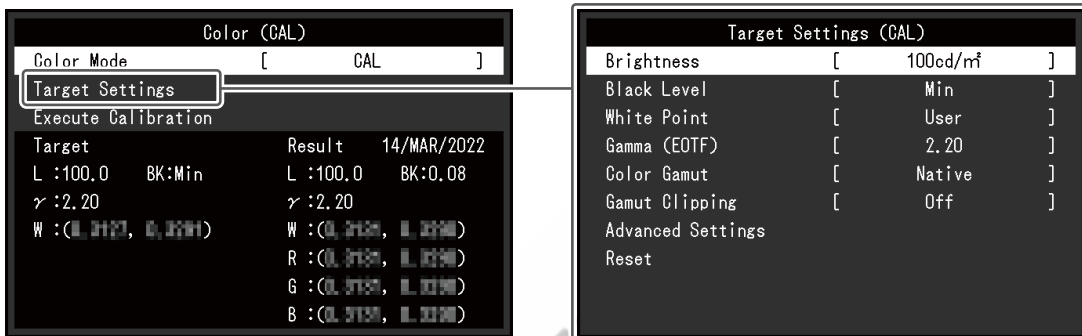 Color (CAL)
Color Mode [ CAL ]
Target Settings
Execute Calibration
Target Result 14/MAR/2022
L :100.0 BK:Min L :100.0 BK:0.08
γ :2.20 γ :2.20
W :( , ) W :( , )
R :( , )
G :( , )
B :( , )
Target Settings (CAL)
Brightness [ 100cd/㎡ ]
Black Level [ Min ]
White Point [ User ]
Gamma (EOTF) [ 2.20 ]
Color Gamut [ Native ]
Gamut Clipping [ Off ]
Advanced Settings
Reset